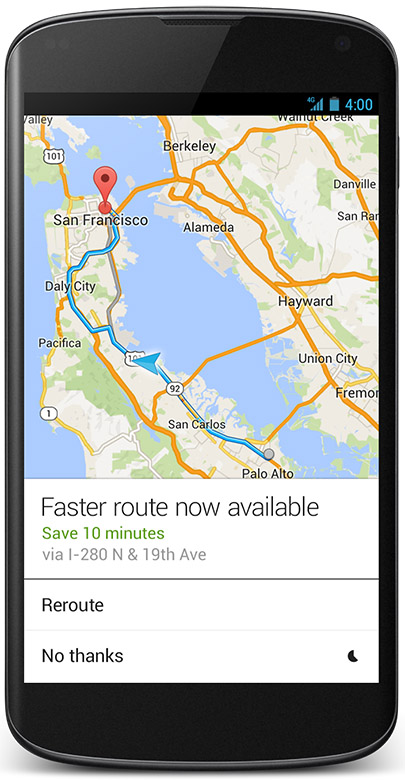 4G 4:00
Valley
Walnut Creek
101
Berkeley
Danville
San Francisco
San Ra
Alameda
Daly City
Hayward
Pacifica
Union City
92
Fremon
1
San Carlos
Palo Alto
Faster route now available
Save 10 minutes
via I-280 N & 19th Ave
Reroute
No thanks